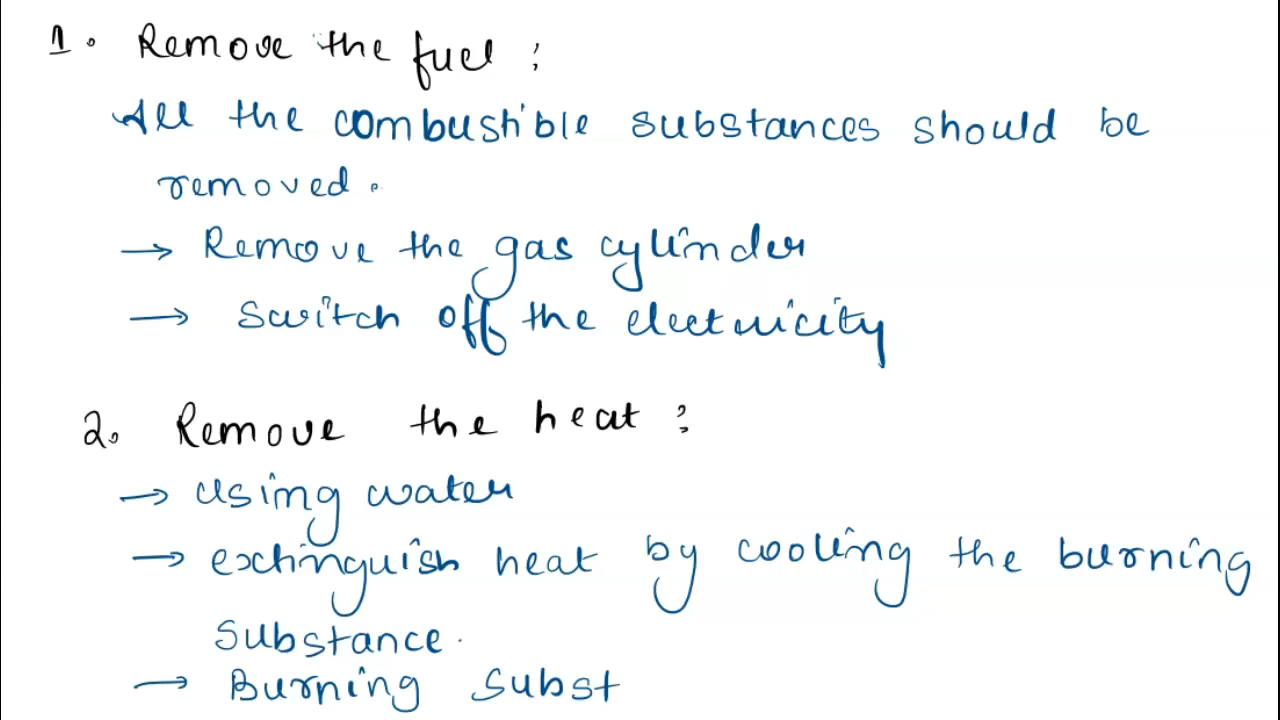 1. Remove the fuel :
All the combustible substances should be
removed.
→ Remove the gas cylinder
→ Switch off the electricity
2. Remove the heat :
→ using water
→ extinguish heat by cooling the burning
substance.
→ Burning subst